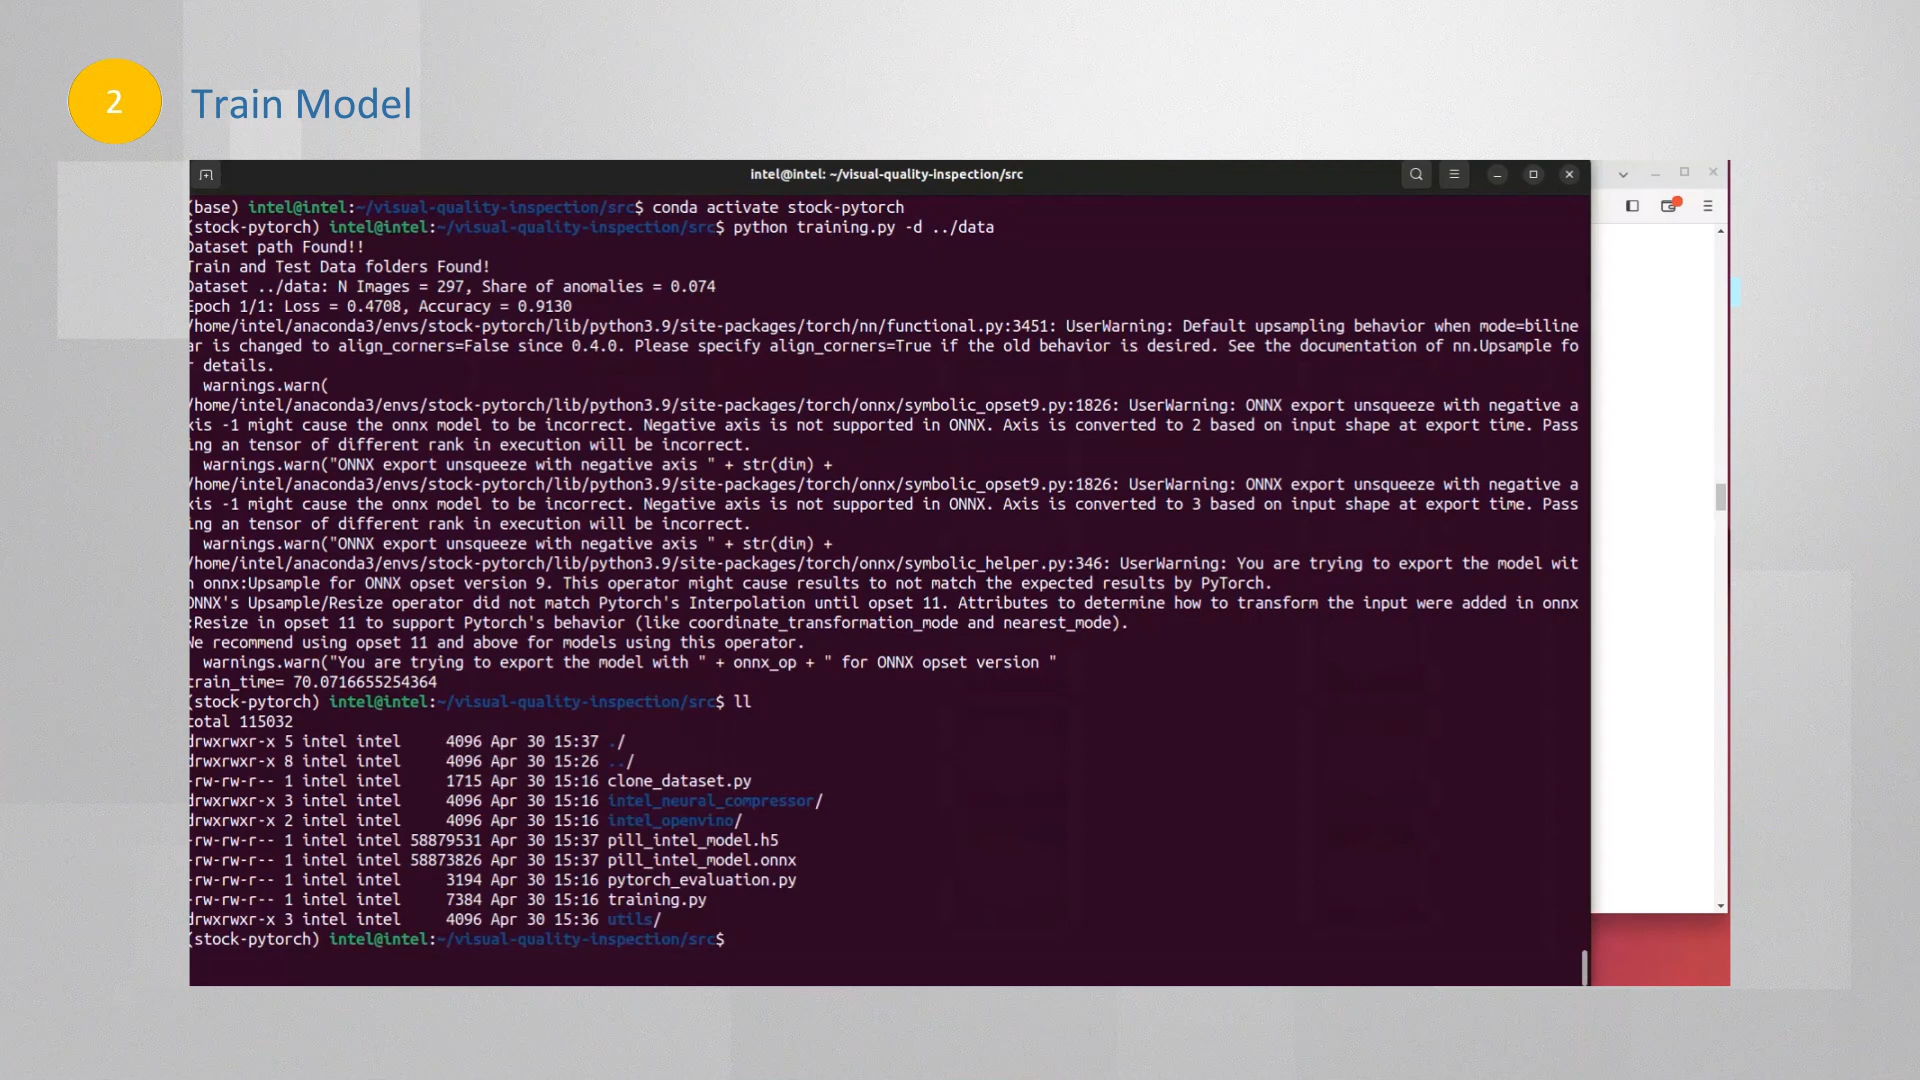 2
Train Model
intel@intel: ~/visual-quality-inspection/src
(base) intel@intel:~/visual-quality-inspection/src$ conda activate stock-pytorch
(stock-pytorch) intel@intel:~/visual-quality-inspection/src$ python training.py -d ../data
Dataset path Found!!
Train and Test Data folders Found!
Dataset ../data: N Images = 297, Share of anomalies = 0.074
Epoch 1/1: Loss = 0.4708, Accuracy = 0.9130
/home/intel/anaconda3/envs/stock-pytorch/lib/python3.9/site-packages/torch/nn/functional.py:3451: UserWarning: Default upsampling behavior when mode=biline
ar is changed to align_corners=False since 0.4.0. Please specify align_corners=True if the old behavior is desired. See the documentation of nn.Upsample fo
r details.
  warnings.warn(
/home/intel/anaconda3/envs/stock-pytorch/lib/python3.9/site-packages/torch/onnx/symbolic_opset9.py:1826: UserWarning: ONNX export unsqueeze with negative a
xis -1 might cause the onnx model to be incorrect. Negative axis is not supported in ONNX. Axis is converted to 2 based on input shape at export time. Pass
ing an tensor of different rank in execution will be incorrect.
  warnings.warn("ONNX export unsqueeze with negative axis " + str(dim) +
/home/intel/anaconda3/envs/stock-pytorch/lib/python3.9/site-packages/torch/onnx/symbolic_opset9.py:1826: UserWarning: ONNX export unsqueeze with negative a
xis -1 might cause the onnx model to be incorrect. Negative axis is not supported in ONNX. Axis is converted to 3 based on input shape at export time. Pass
ing an tensor of different rank in execution will be incorrect.
  warnings.warn("ONNX export unsqueeze with negative axis " + str(dim) +
/home/intel/anaconda3/envs/stock-pytorch/lib/python3.9/site-packages/torch/onnx/symbolic_helper.py:346: UserWarning: You are trying to export the model wit
h onnx:Upsample for ONNX opset version 9. This operator might cause results to not match the expected results by PyTorch.
ONNX's Upsample/Resize operator did not match Pytorch's Interpolation until opset 11. Attributes to determine how to transform the input were added in onnx
:Resize in opset 11 to support Pytorch's behavior (like coordinate_transformation_mode and nearest_mode).
We recommend using opset 11 and above for models using this operator.
  warnings.warn("You are trying to export the model with " + onnx_op + " for ONNX opset version "
train_time= 70.0716655254364
(stock-pytorch) intel@intel:~/visual-quality-inspection/src$ ll
total 115032
drwxrwxr-x 5 intel intel     4096 Apr 30 15:37 ./
drwxrwxr-x 8 intel intel     4096 Apr 30 15:26 ../
-rw-rw-r-- 1 intel intel     1715 Apr 30 15:16 clone_dataset.py
drwxrwxr-x 3 intel intel     4096 Apr 30 15:16 intel_neural_compressor/
drwxrwxr-x 2 intel intel     4096 Apr 30 15:16 intel_openvino/
-rw-rw-r-- 1 intel intel 58879531 Apr 30 15:37 pill_intel_model.h5
-rw-rw-r-- 1 intel intel 58873826 Apr 30 15:37 pill_intel_model.onnx
-rw-rw-r-- 1 intel intel     3194 Apr 30 15:16 pytorch_evaluation.py
-rw-rw-r-- 1 intel intel     7384 Apr 30 15:16 training.py
drwxrwxr-x 3 intel intel     4096 Apr 30 15:36 utils/
(stock-pytorch) intel@intel:~/visual-quality-inspection/src$